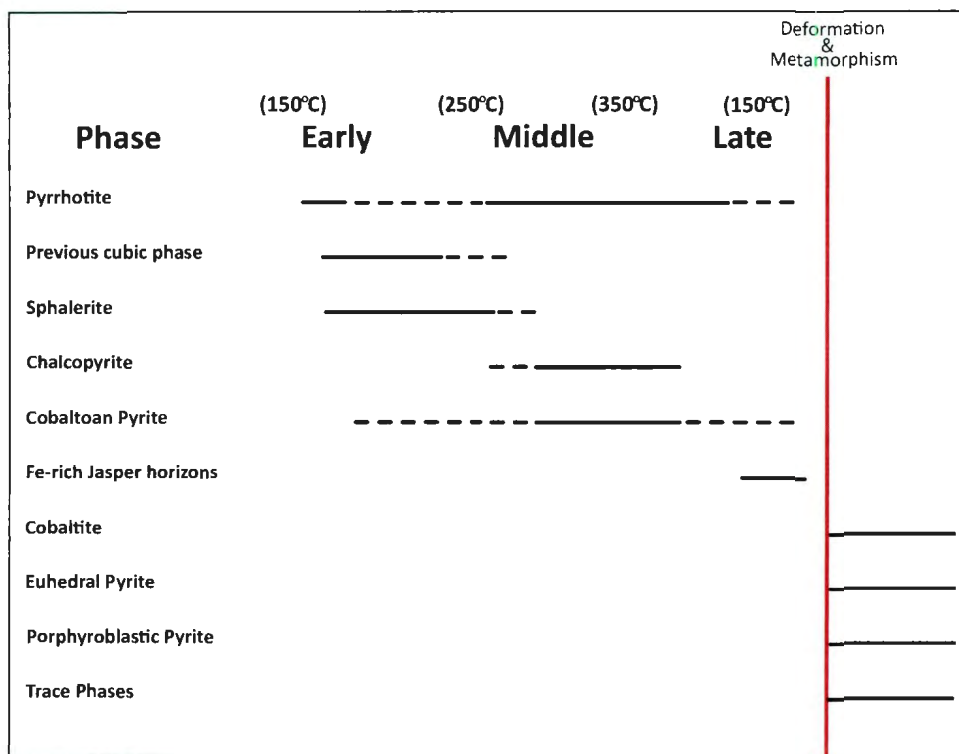 Deformation
&
Metamorphism
(150°C) (250°C) (350°C) (150°C)
Phase Early Middle Late
Pyrrhotite
Previous cubic phase
Sphalerite
Chalcopyrite
Cobaltoan Pyrite
Fe-rich Jasper horizons
Cobaltite
Euhedral Pyrite
Porphyroblastic Pyrite
Trace Phases